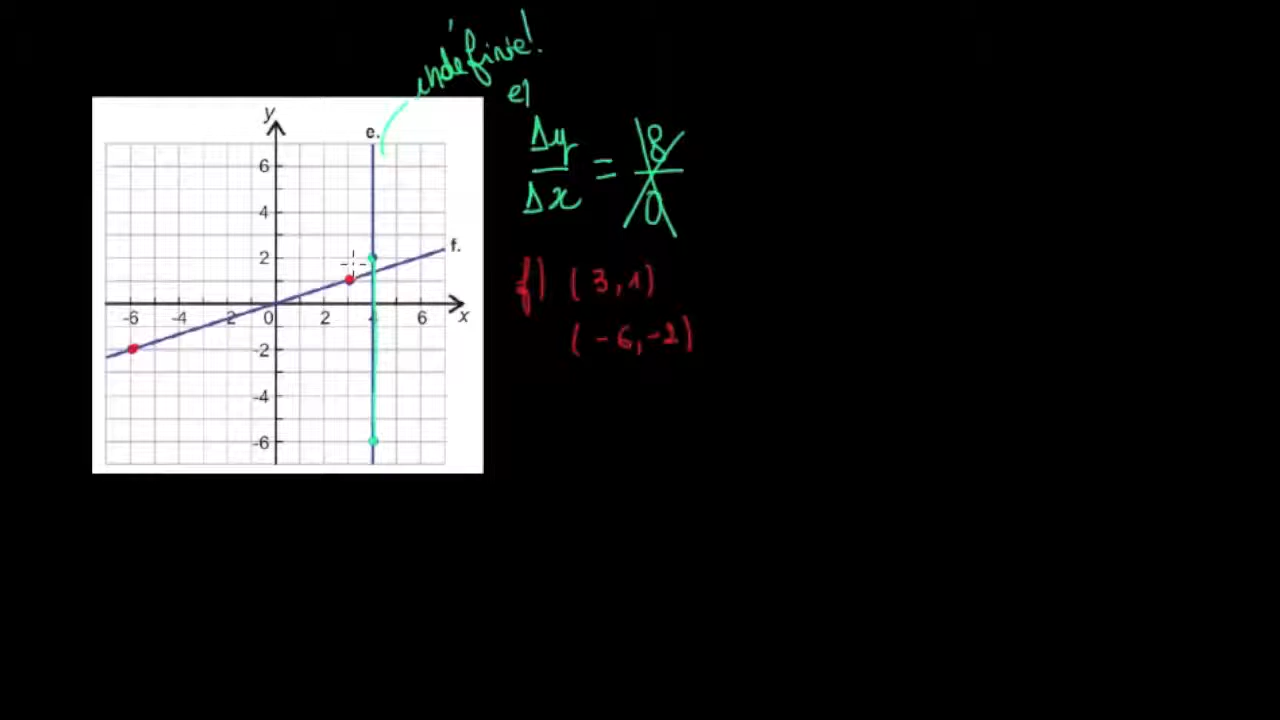 undéfinie!
e)
Δy
Δx
=
8
0
f) (3,1)
(-6,-2)
y
e.
6
4
2
f.
-6 -4 2 0 2 4 6 x
-2
-4
-6